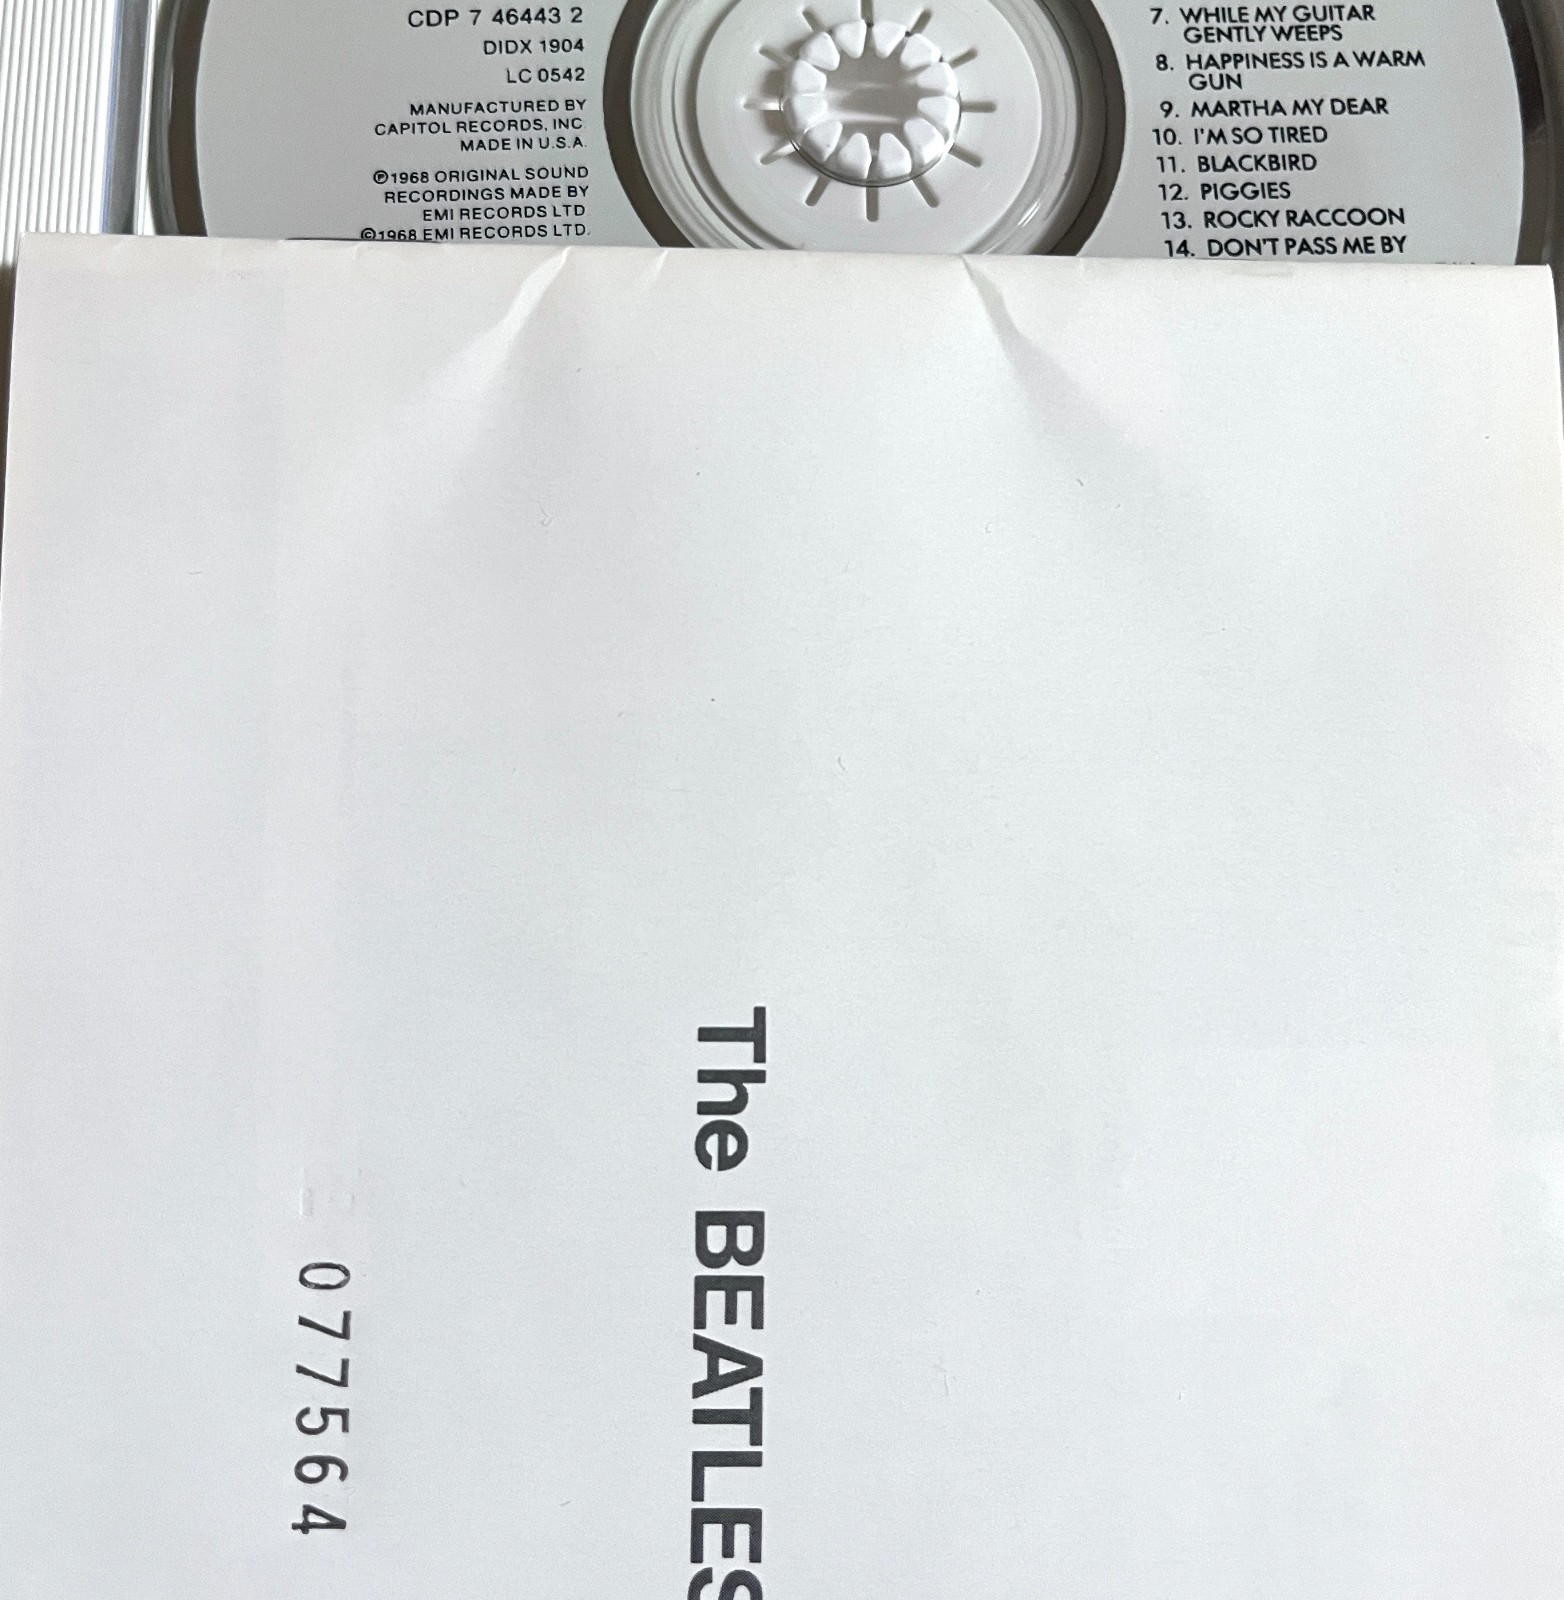 CDP 7 46443 2
DIDX 1904
LC 0542
MANUFACTURED BY
CAPITOL RECORDS, INC.
MADE IN U.S.A.
℗1968 ORIGINAL SOUND
RECORDINGS MADE BY
EMI RECORDS LTD.
©1968 EMI RECORDS LTD.
7. WHILE MY GUITAR
GENTLY WEEPS
8. HAPPINESS IS A WARM
GUN
9. MARTHA MY DEAR
10. I'M SO TIRED
11. BLACKBIRD
12. PIGGIES
13. ROCKY RACCOON
14. DON'T PASS ME BY
The BEATLES
077564